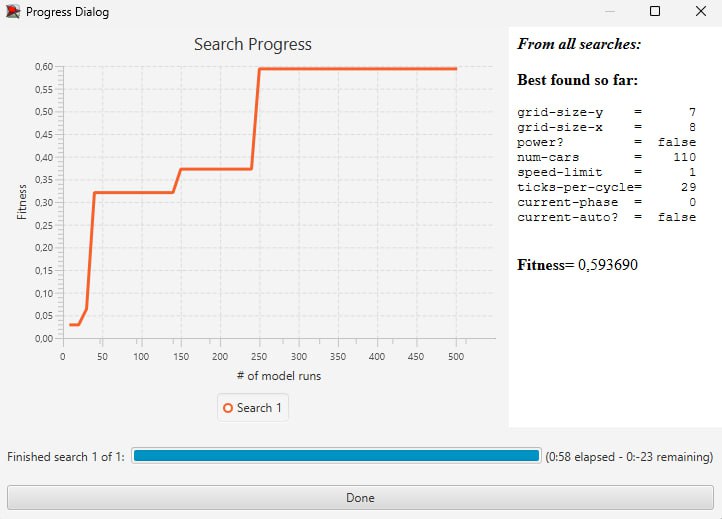 Progress Dialog
Search Progress
0,60
0,55
0,50
0,45
0,40
0,35
0,30
0,25
0,20
0,15
0,10
0,05
0,00
Fitness
0 50 100 150 200 250 300 350 400 450 500
# of model runs
Search 1
From all searches:
Best found so far:
grid-size-y = 7
grid-size-x = 8
power? = false
num-cars = 110
speed-limit = 1
ticks-per-cycle= 29
current-phase = 0
current-auto? = false
Fitness= 0,593690
Finished search 1 of 1: (0:58 elapsed - 0:-23 remaining)
Done